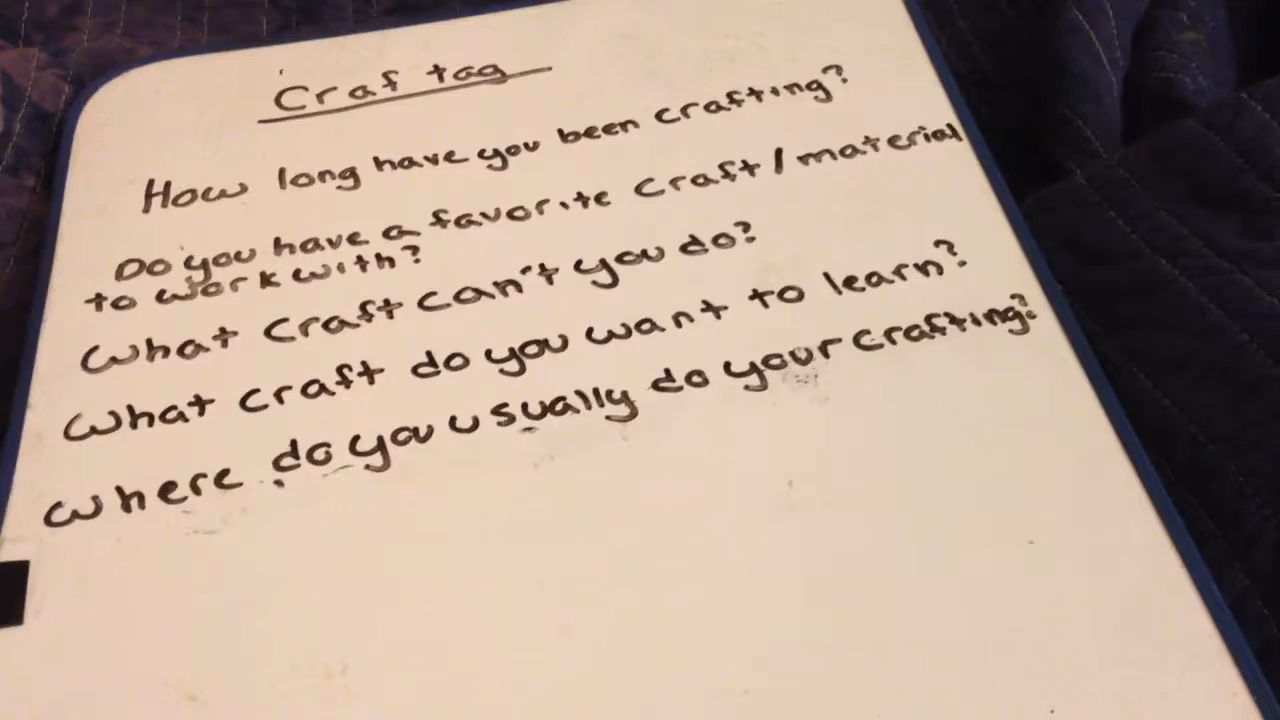 Craf tag
How long have you been crafting?
Do you have a favorite craft/material
to work with?
What craft can't you do?
What craft do you want to learn?
Where do you usually do your crafting?